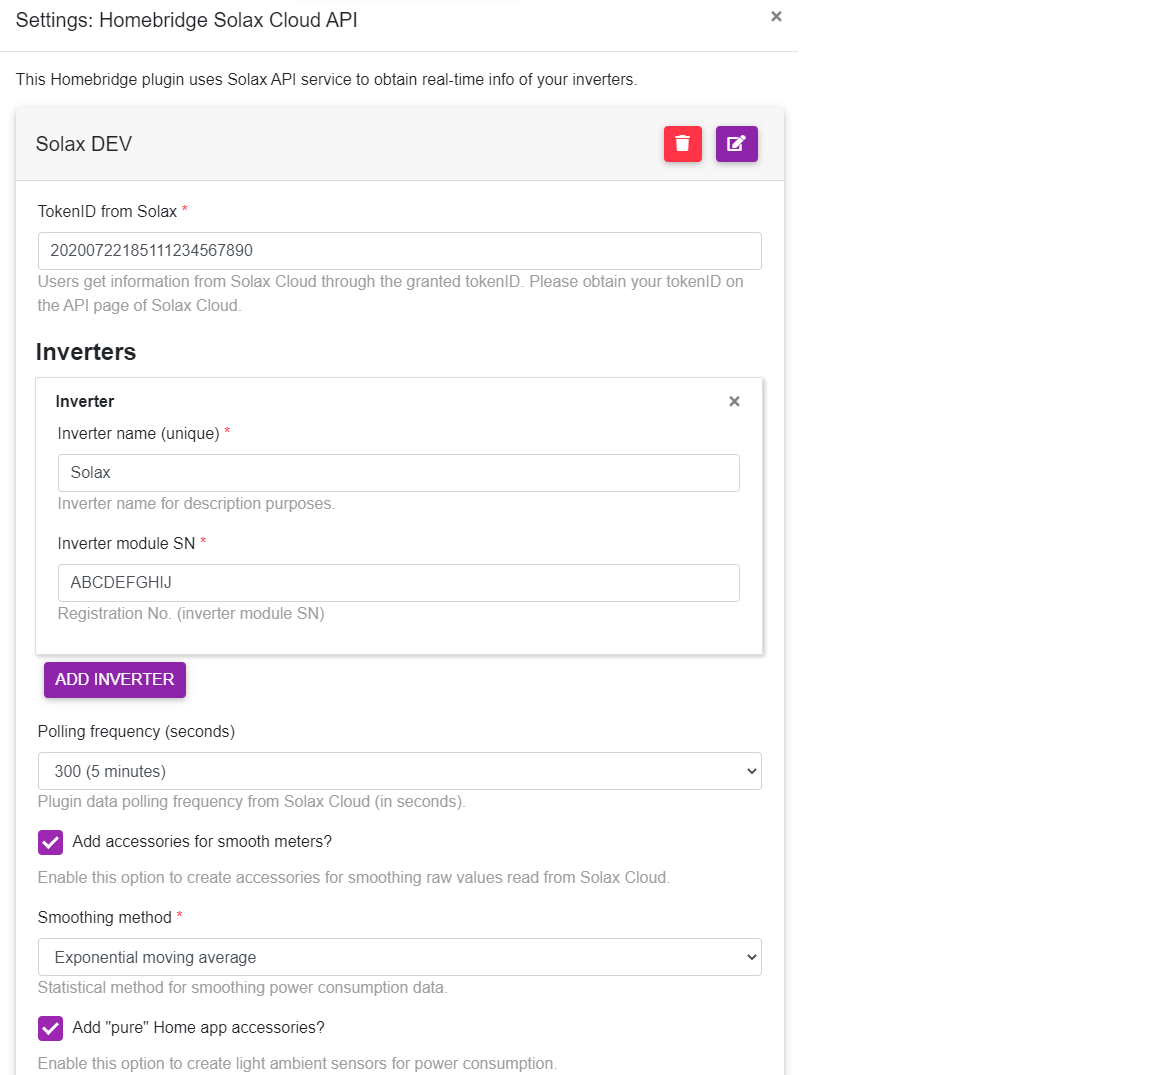 Settings: Homebridge Solax Cloud API
×
This Homebridge plugin uses Solax API service to obtain real-time info of your inverters.
Solax DEV
TokenID from Solax *
20200722185111234567890
Users get information from Solax Cloud through the granted tokenID. Please obtain your tokenID on
the API page of Solax Cloud.
Inverters
Inverter
×
Inverter name (unique) *
Solax
Inverter name for description purposes.
Inverter module SN *
ABCDEFGHIJ
Registration No. (inverter module SN)
ADD INVERTER
Polling frequency (seconds)
300 (5 minutes)
Plugin data polling frequency from Solax Cloud (in seconds).
Add accessories for smooth meters?
Enable this option to create accessories for smoothing raw values read from Solax Cloud.
Smoothing method *
Exponential moving average
Statistical method for smoothing power consumption data.
Add "pure" Home app accessories?
Enable this option to create light ambient sensors for power consumption.